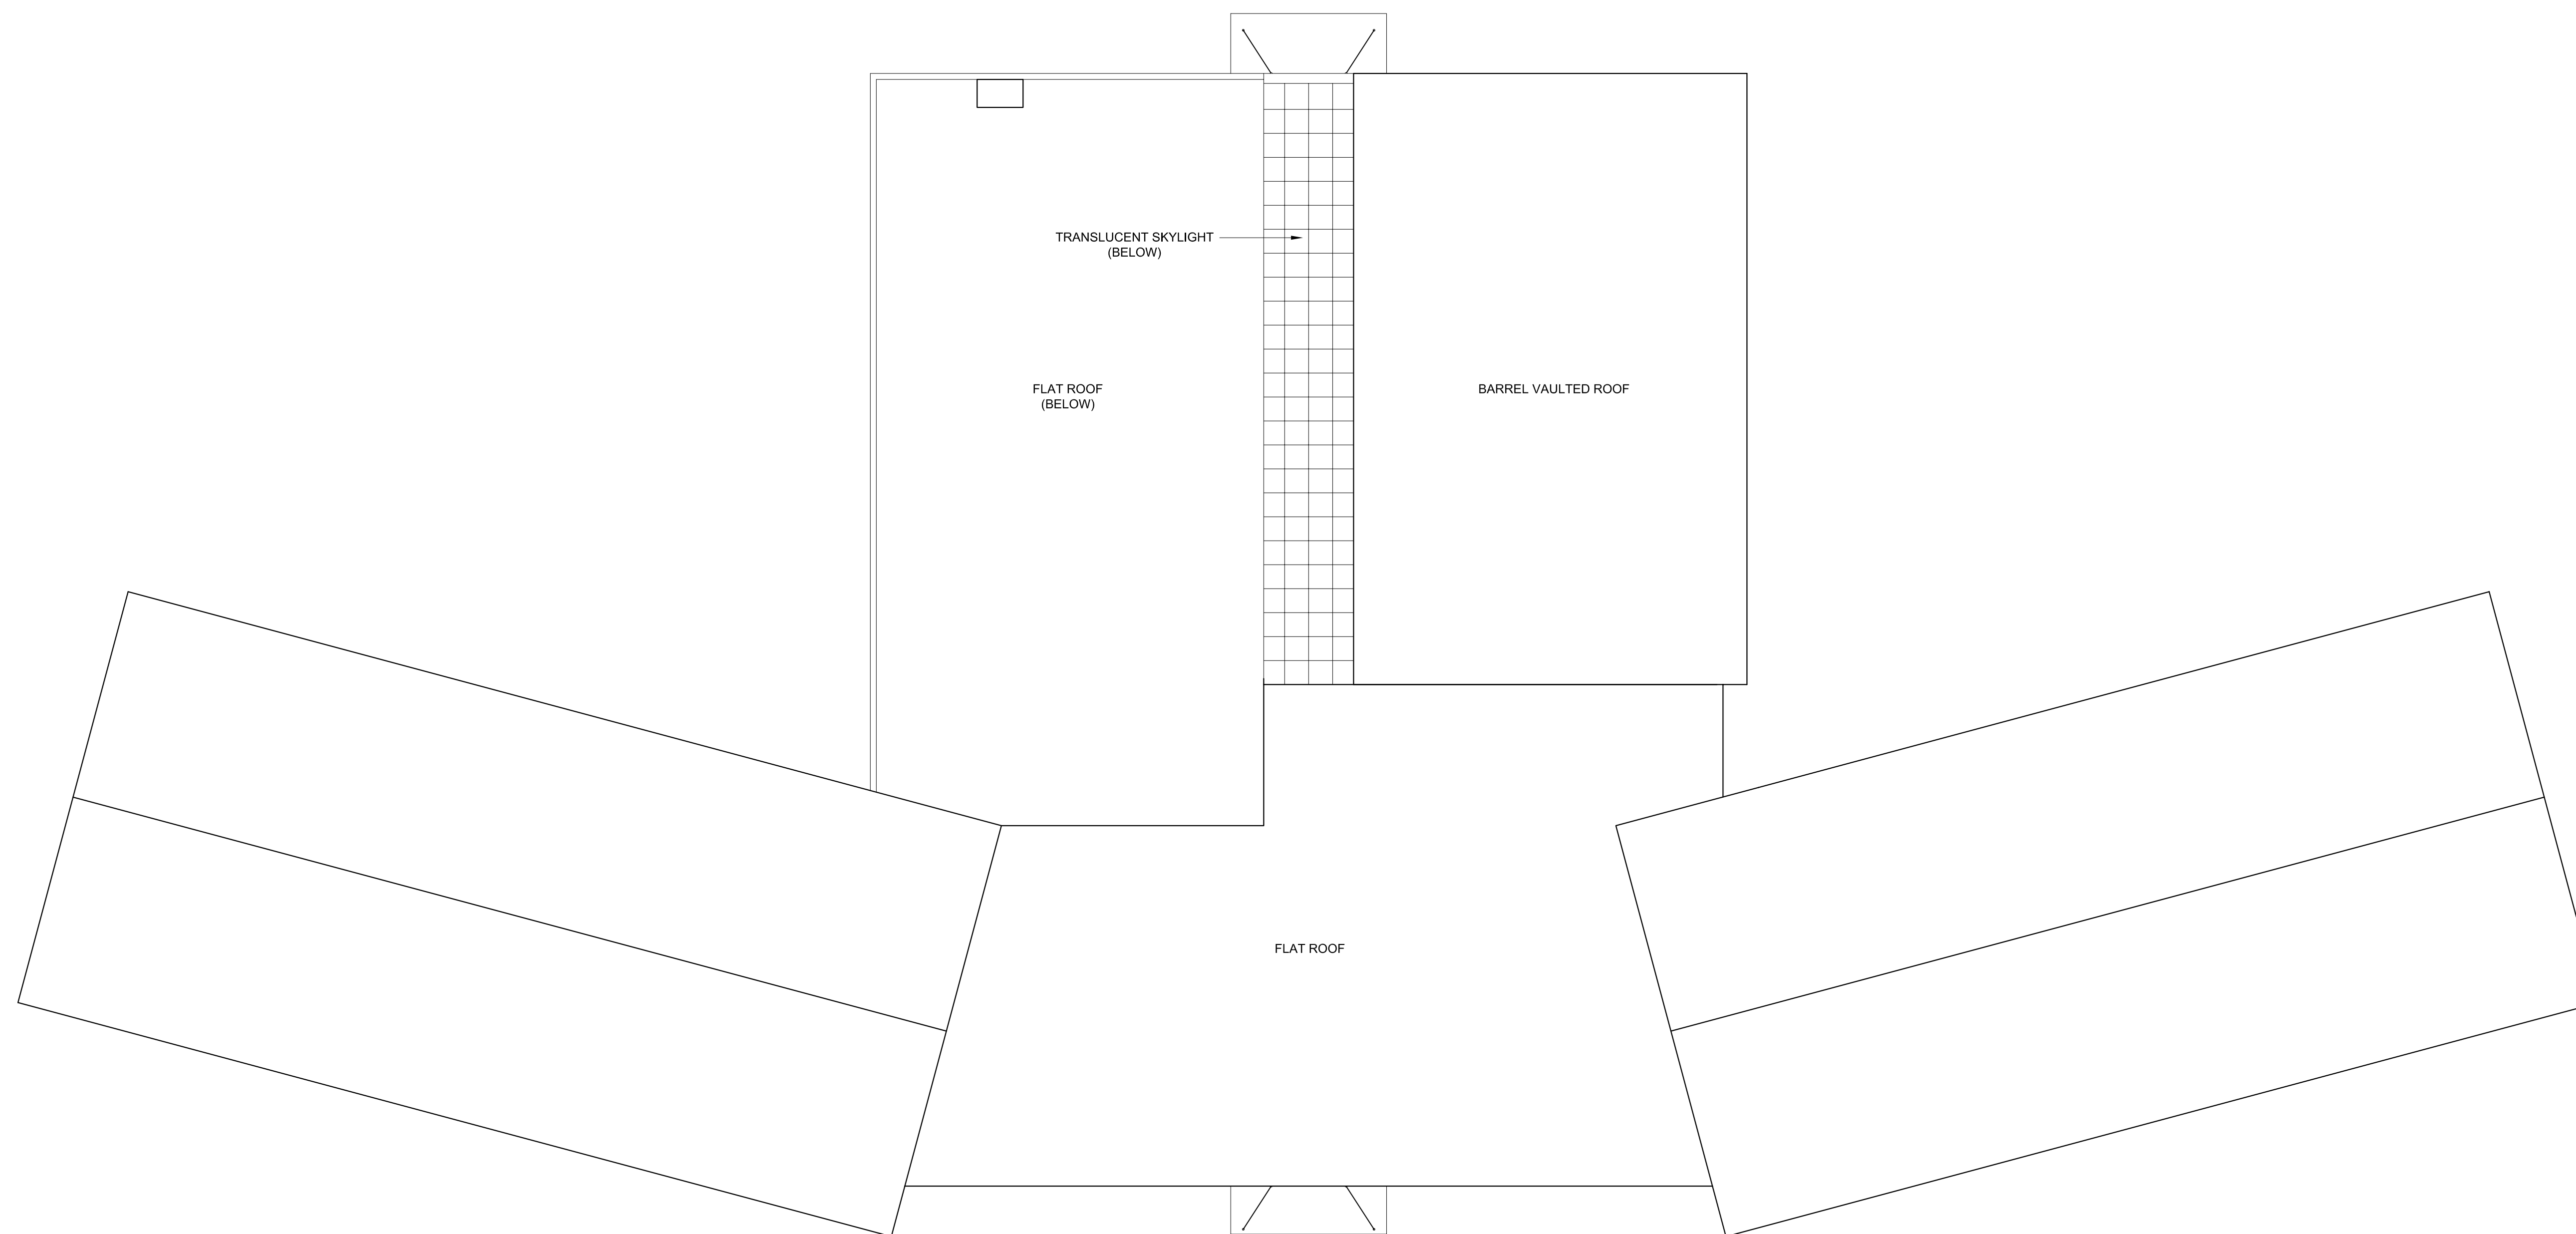 TRANSLUCENT SKYLIGHT
(BELOW)
FLAT ROOF
(BELOW)
BARREL VAULTED ROOF
FLAT ROOF